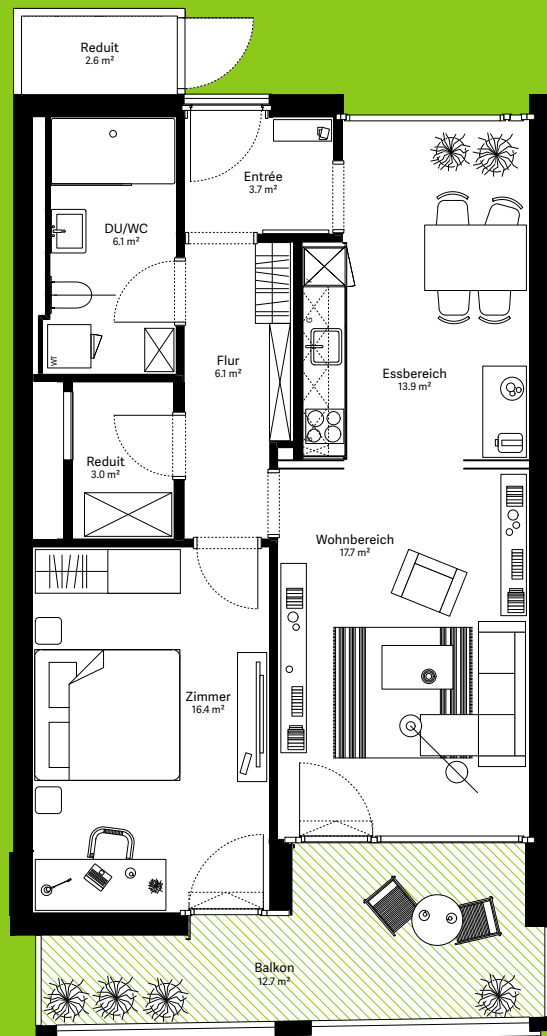 Reduit
2.6 m²
Entrée
3.7 m²
DU/WC
6.1 m²
WT
G
Flur
6.1 m²
Essbereich
13.9 m²
Reduit
3.0 m²
Wohnbereich
17.7 m²
Zimmer
16.4 m²
Balkon
12.7 m²